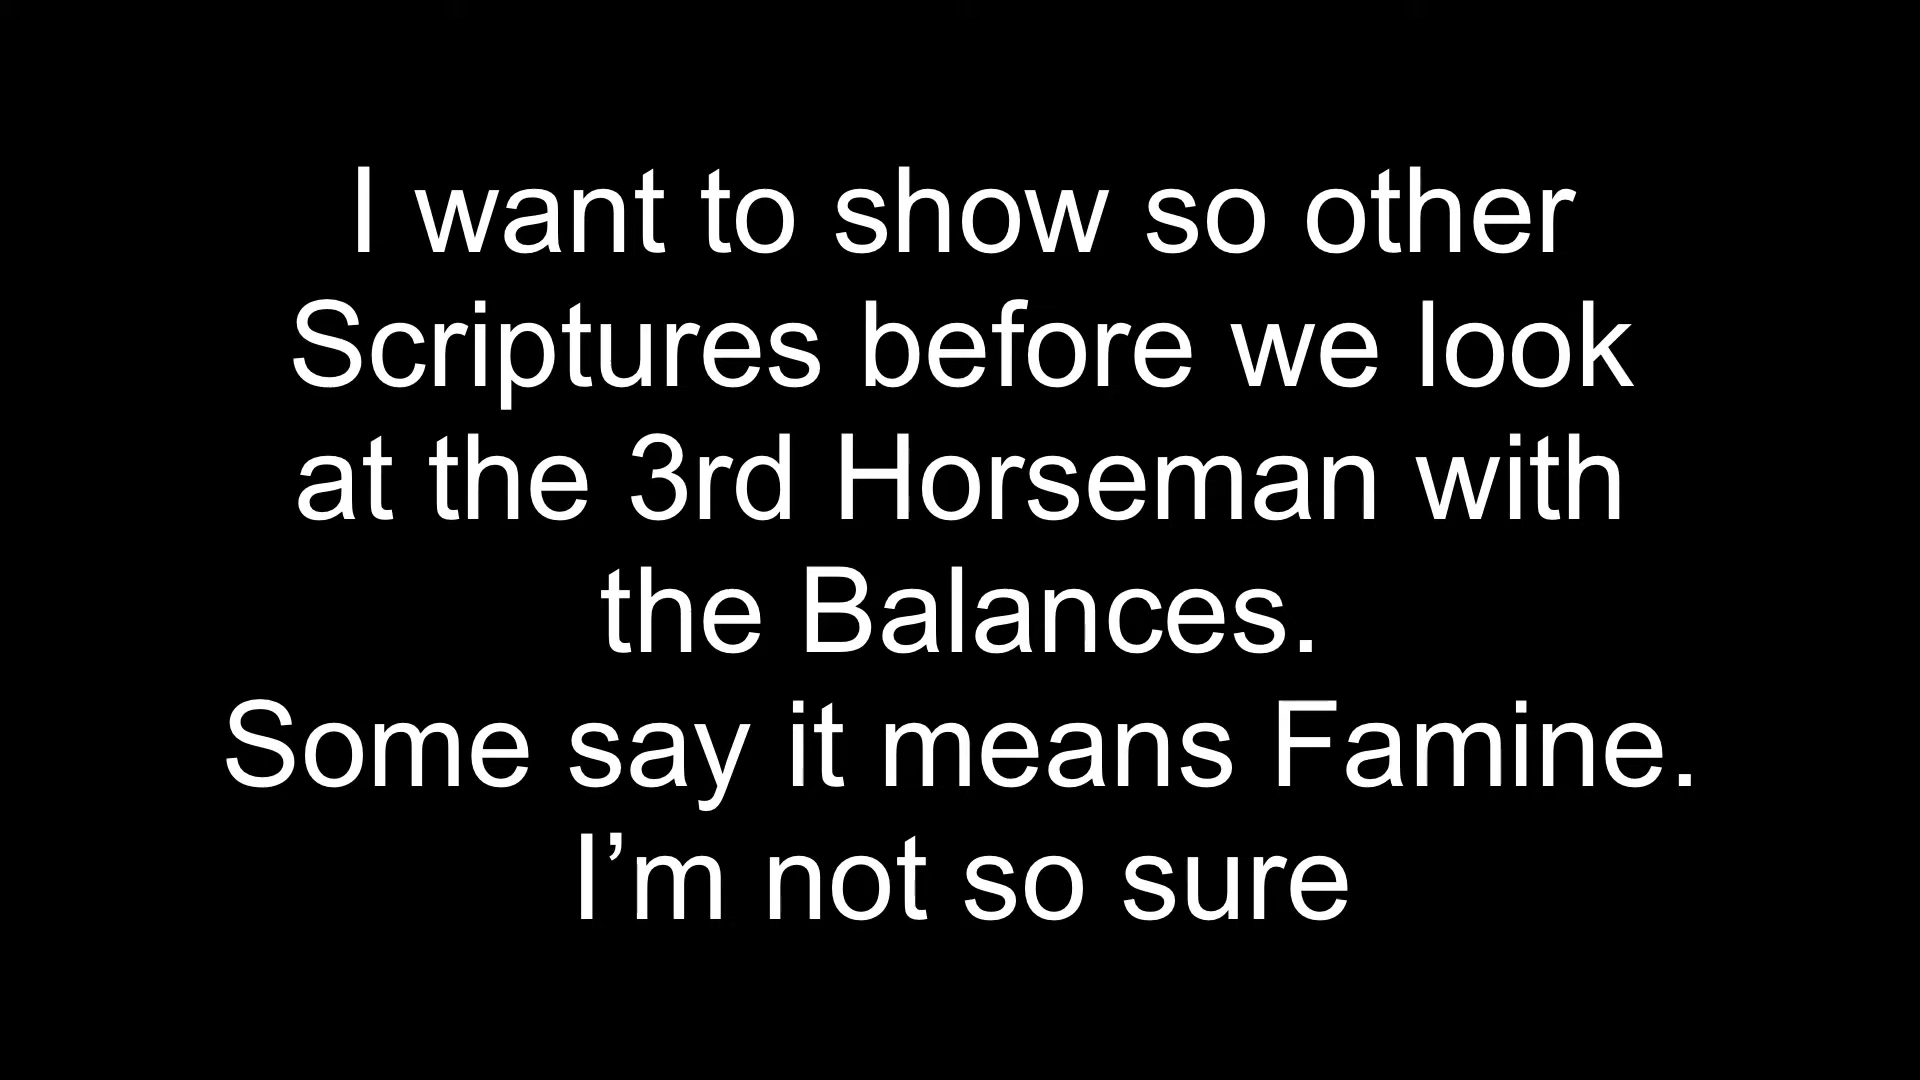 I want to show so other
Scriptures before we look
at the 3rd Horseman with
the Balances.
Some say it means Famine.
I’m not so sure